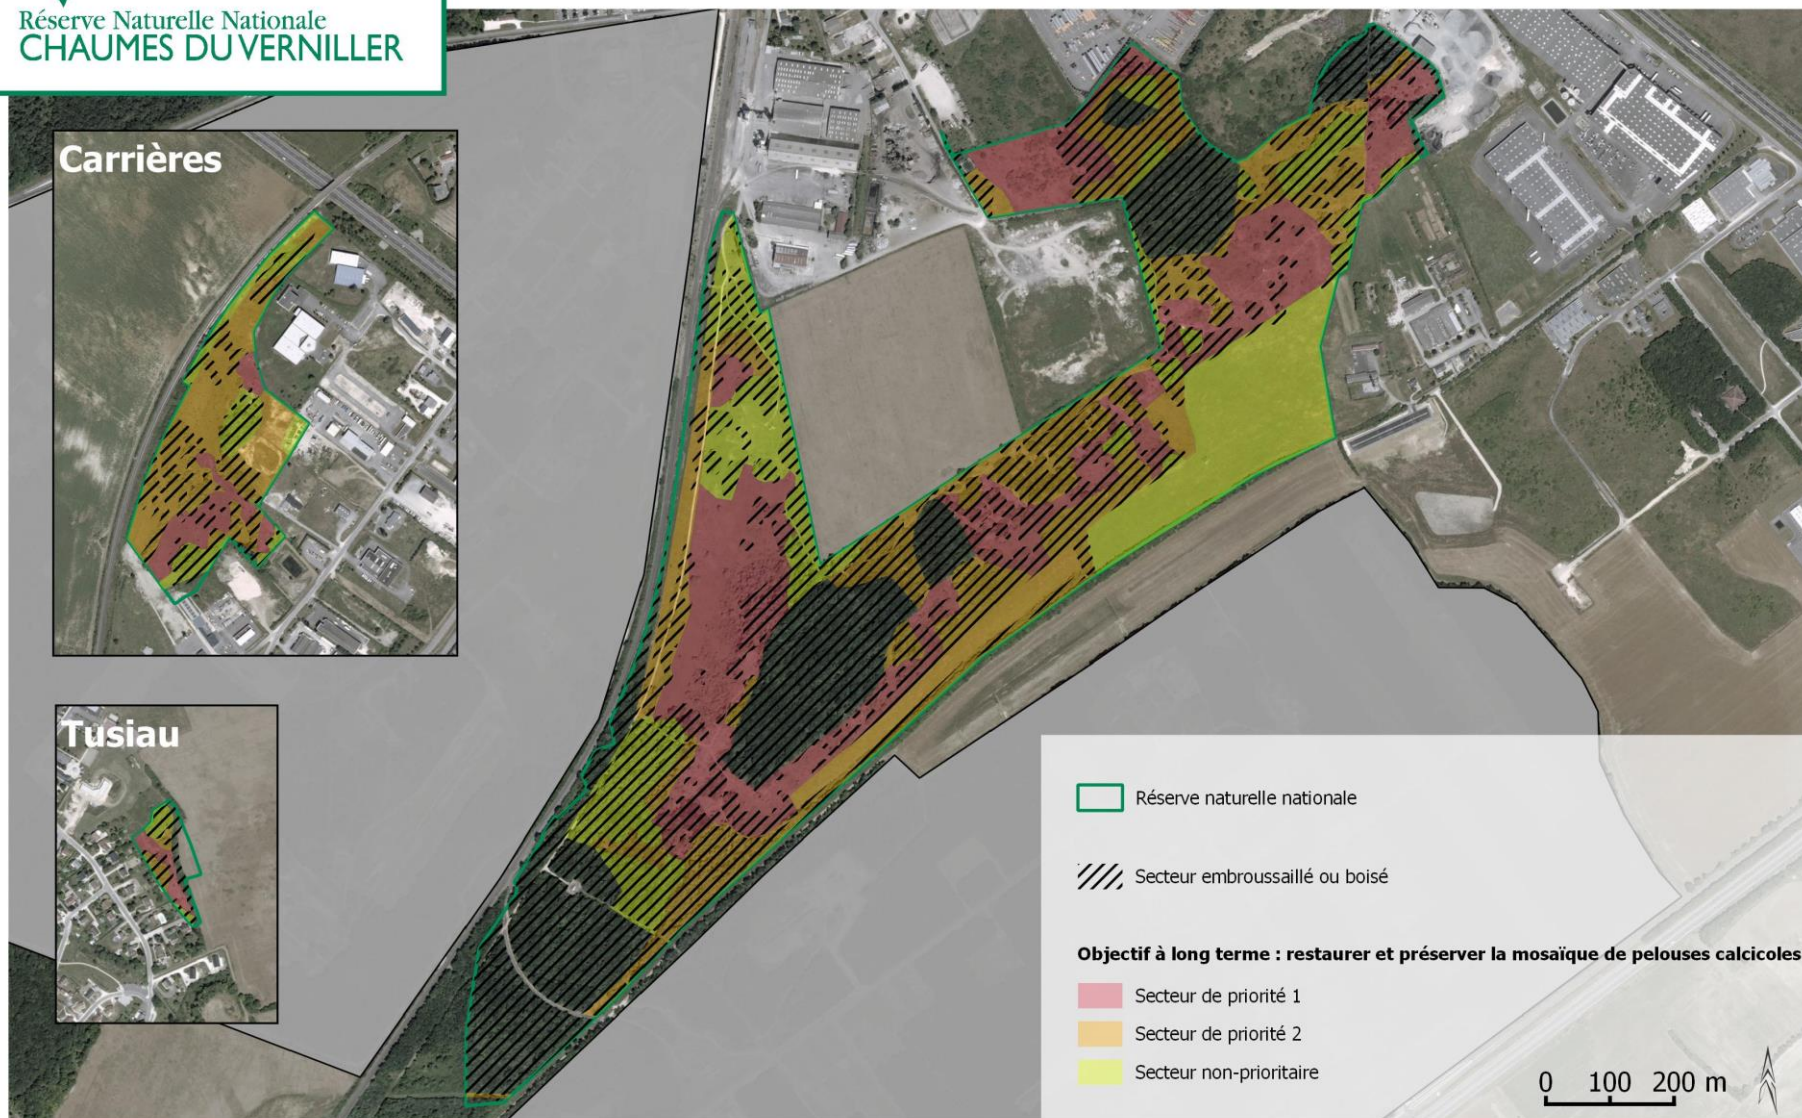 Réserve Naturelle Nationale
CHAUMES DU VERNILLER
Carrières
Tusiau
Réserve naturelle nationale
Secteur embroussaillé ou boisé
Objectif à long terme : restaurer et préserver la mosaïque de pelouses calcicoles
Secteur de priorité 1
Secteur de priorité 2
Secteur non-prioritaire
0 100 200 m